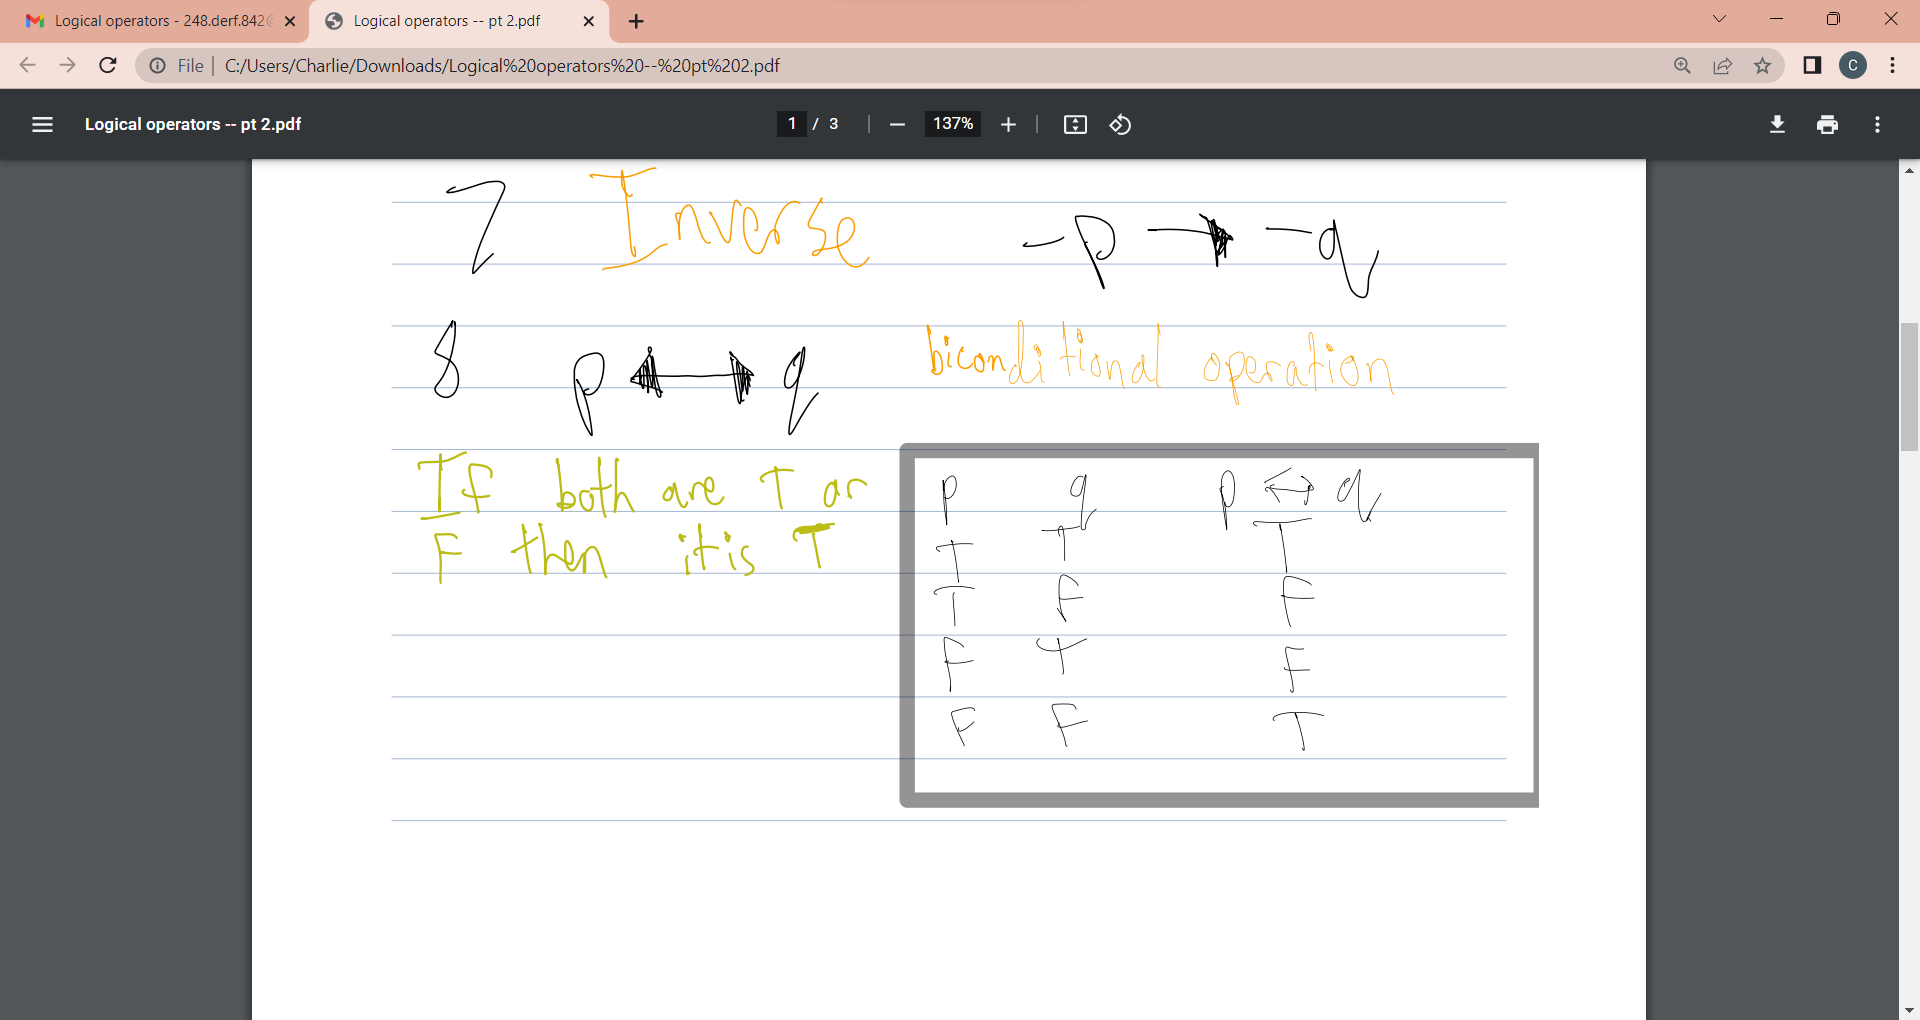 Logical operators - 248.derf.842
Logical operators -- pt 2.pdf
File
C:/Users/Charlie/Downloads/Logical%20operators%20--%20pt%202.pdf
C
Logical operators -- pt 2.pdf
1 / 3
137%
7 Inverse -p → -q
8 p ↔ q biconditional operation
If both are T or
F then it is T
p q p ↔ q
T T T
T F F
F T F
F F T